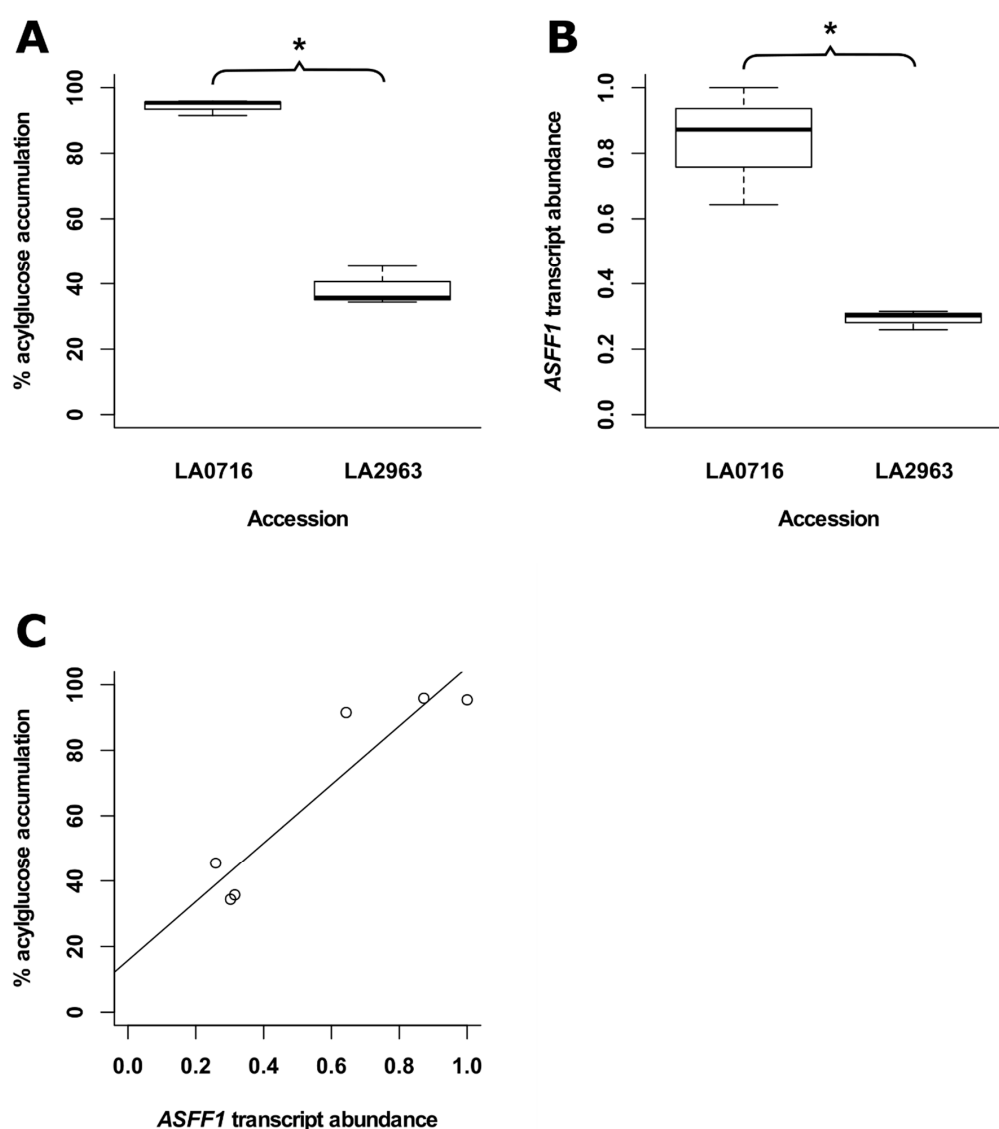 A
*
% acylglucose accumulation
100
80
60
40
20
0
LA0716 LA2963
Accession
B
*
ASFF1 transcript abundance
1.0
0.8
0.6
0.4
0.2
0.0
LA0716 LA2963
Accession
C
% acylglucose accumulation
100
80
60
40
20
0
0.0 0.2 0.4 0.6 0.8 1.0
ASFF1 transcript abundance